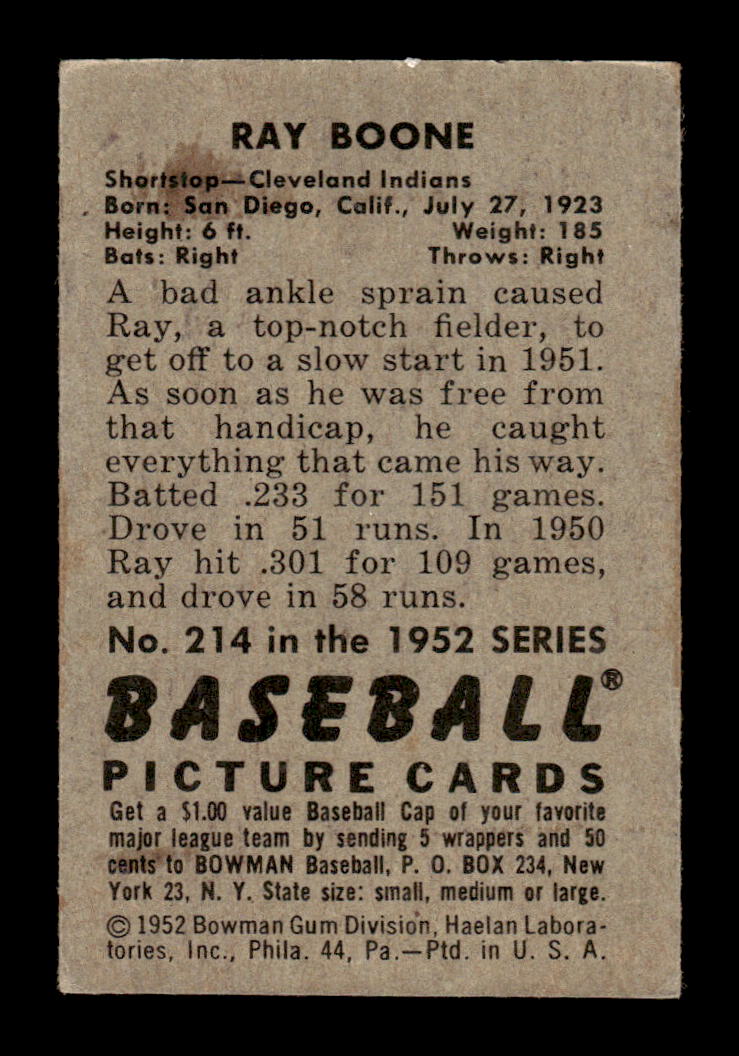 RAY BOONE
Shortstop—Cleveland Indians
Born: San Diego, Calif., July 27, 1923
Height: 6 ft. Weight: 185
Bats: Right Throws: Right
A bad ankle sprain caused
Ray, a top-notch fielder, to
get off to a slow start in 1951.
As soon as he was free from
that handicap, he caught
everything that came his way.
Batted .233 for 151 games.
Drove in 51 runs. In 1950
Ray hit .301 for 109 games,
and drove in 58 runs.
No. 214 in the 1952 SERIES
BASEBALL®
PICTURE CARDS
Get a $1.00 value Baseball Cap of your favorite
major league team by sending 5 wrappers and 50
cents to BOWMAN Baseball, P. O. BOX 234, New
York 23, N. Y. State size: small, medium or large.
© 1952 Bowman Gum Division, Haelan Labora-
tories, Inc., Phila. 44, Pa.—Ptd. in U. S. A.